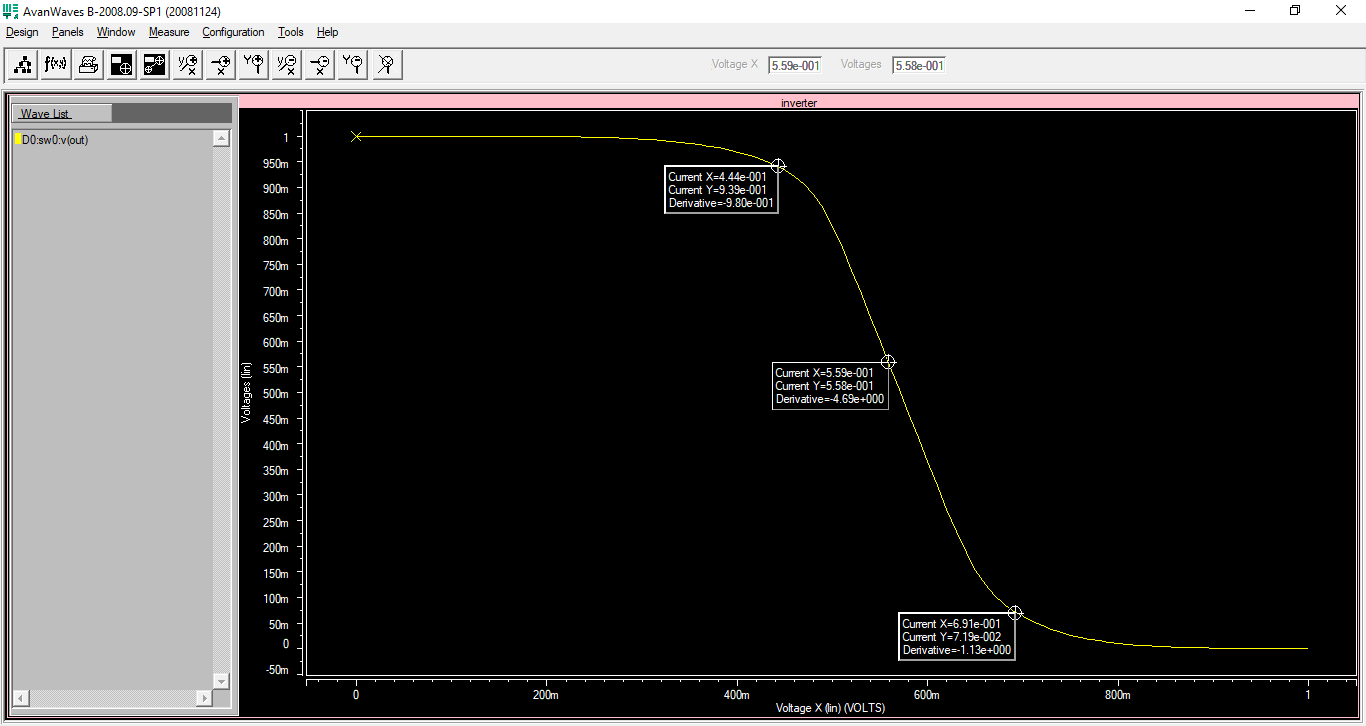 AvanWaves B-2008.09-SP1 (20081124)
Design Panels Window Measure Configuration Tools Help
f(x) Voltage X 5.59e-001 Voltages 5.58e-001
Wave List
D0:sw0:v(out)
inverter
1
950m
900m
850m
800m
750m
700m
650m
600m
550m
500m
450m
400m
350m
300m
250m
200m
150m
100m
50m
0
-50m
Voltages (lin)
Current X=4.44e-001
Current Y=9.39e-001
Derivative=-9.80e-001
Current X=5.59e-001
Current Y=5.58e-001
Derivative=-4.69e+000
Current X=6.91e-001
Current Y=7.19e-002
Derivative=-1.13e+000
0 200m 400m 600m 800m 1
Voltage X (lin) (VOLTS)